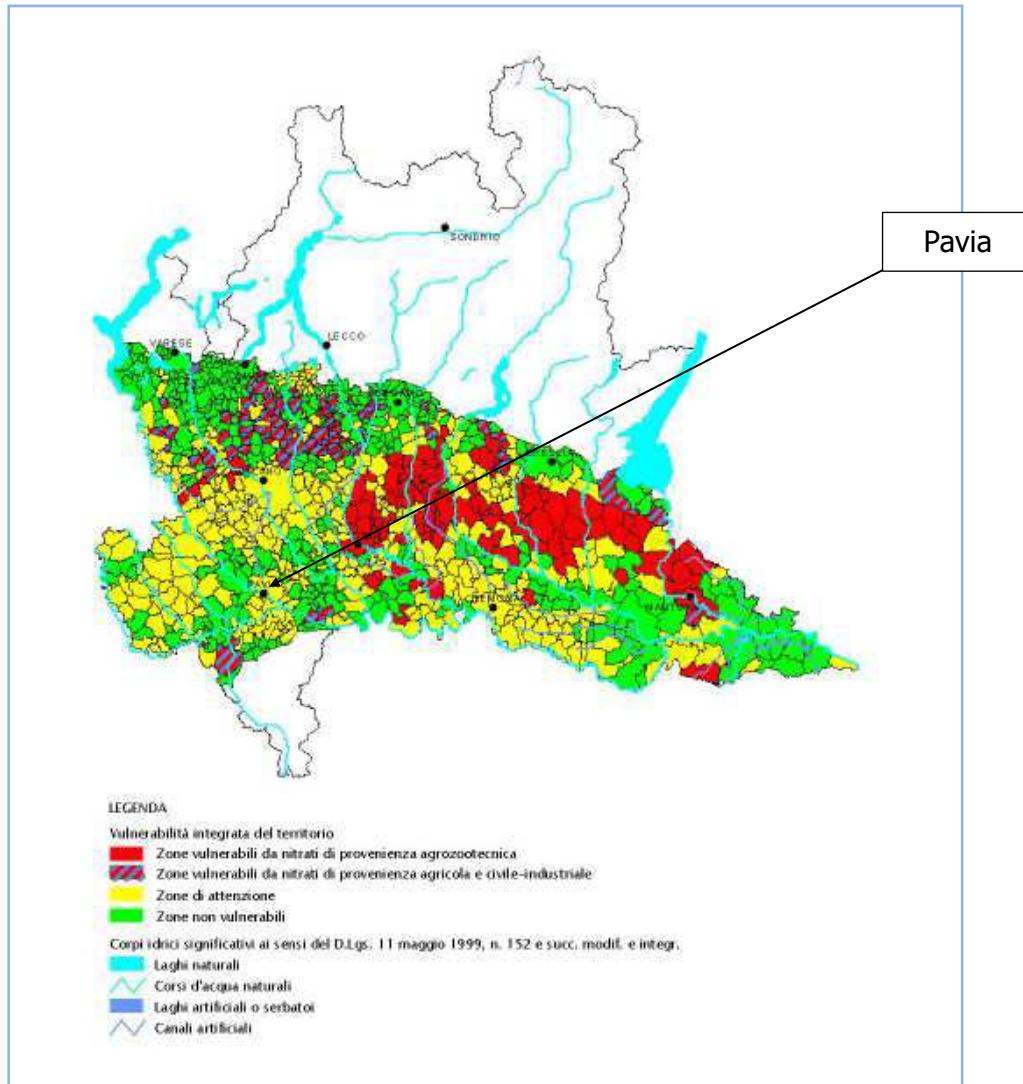 Pavia
SONDRIO
LECCO
VARESE
LEGENDA
Vulnerabilità integrata del territorio
Zone vulnerabili da nitrati di provenienza agrozootecnica
Zone vulnerabili da nitrati di provenienza agricola e civile-industriale
Zone di attenzione
Zone non vulnerabili
Corpi idrici significativi ai sensi del D.Lgs. 11 maggio 1999, n. 152 e succ. modif. e integr.
Laghi naturali
Corsi d'acqua naturali
Laghi artificiali o serbatoi
Canali artificiali